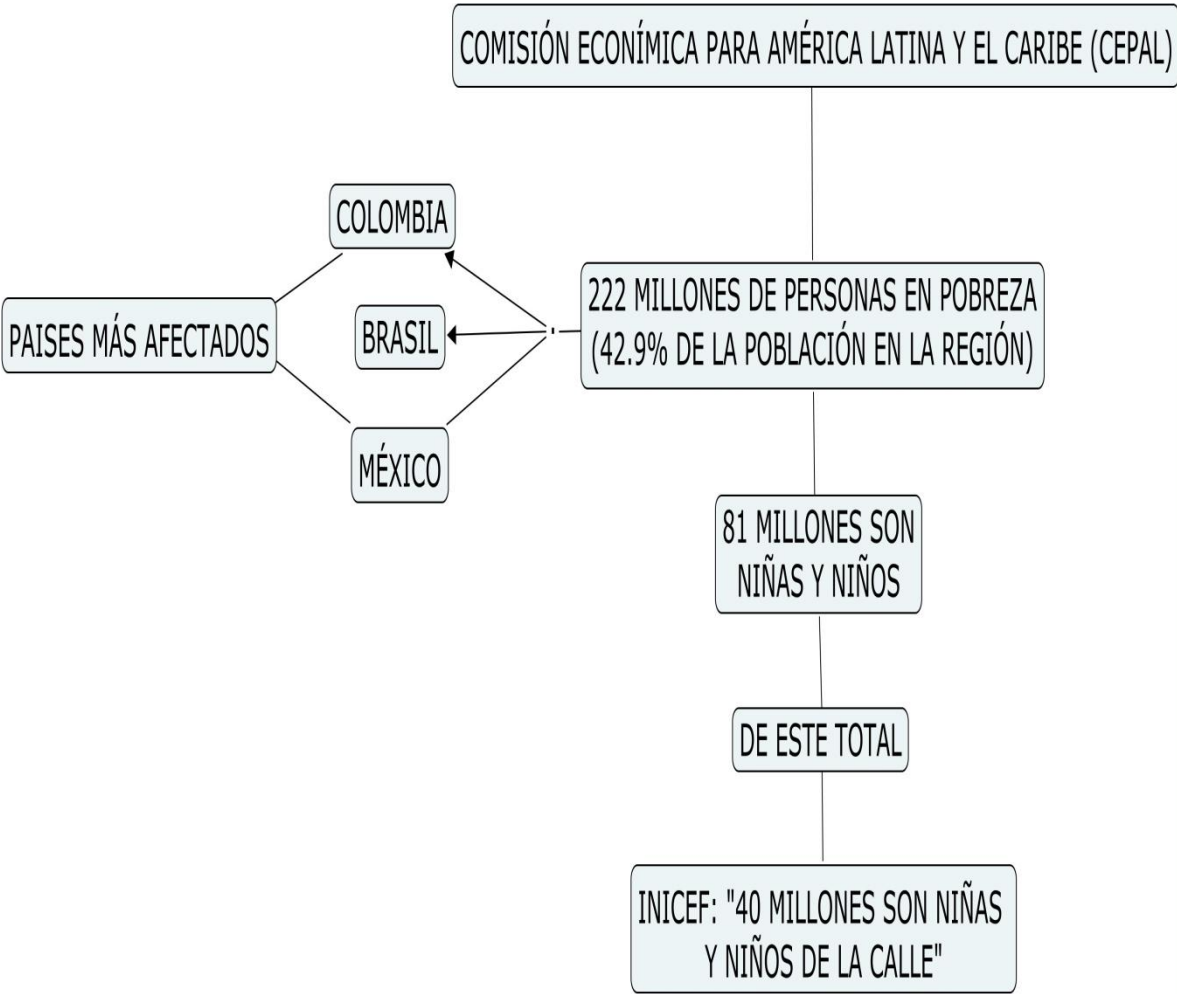 COMISIÓN ECONÍMICA PARA AMÉRICA LATINA Y EL CARIBE (CEPAL)
COLOMBIA
222 MILLONES DE PERSONAS EN POBREZA
(42.9% DE LA POBLACIÓN EN LA REGIÓN)
PAISES MÁS AFECTADOS
BRASIL
MÉXICO
81 MILLONES SON
NIÑAS Y NIÑOS
DE ESTE TOTAL
INICEF: "40 MILLONES SON NIÑAS
Y NIÑOS DE LA CALLE"